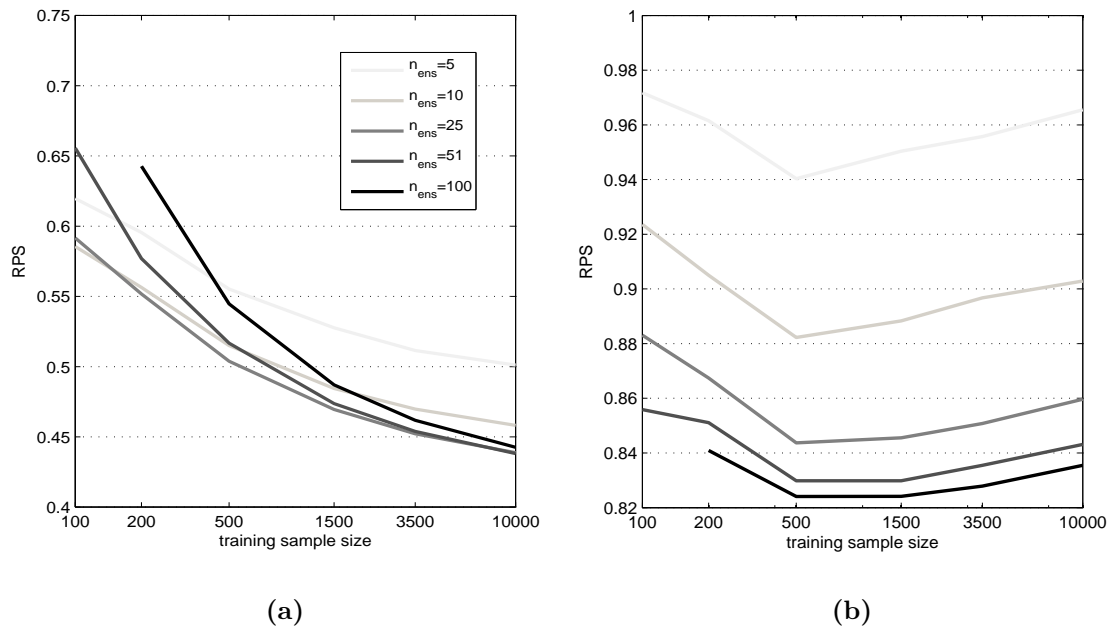 0.75
0.7
0.65
0.6
0.55
0.5
0.45
0.4
RPS
100 200 500 1500 3500 10000
training sample size
n_ens=5
n_ens=10
n_ens=25
n_ens=51
n_ens=100
(a)
1
0.98
0.96
0.94
0.92
0.9
0.88
0.86
0.84
0.82
RPS
100 200 500 1500 3500 10000
training sample size
(b)